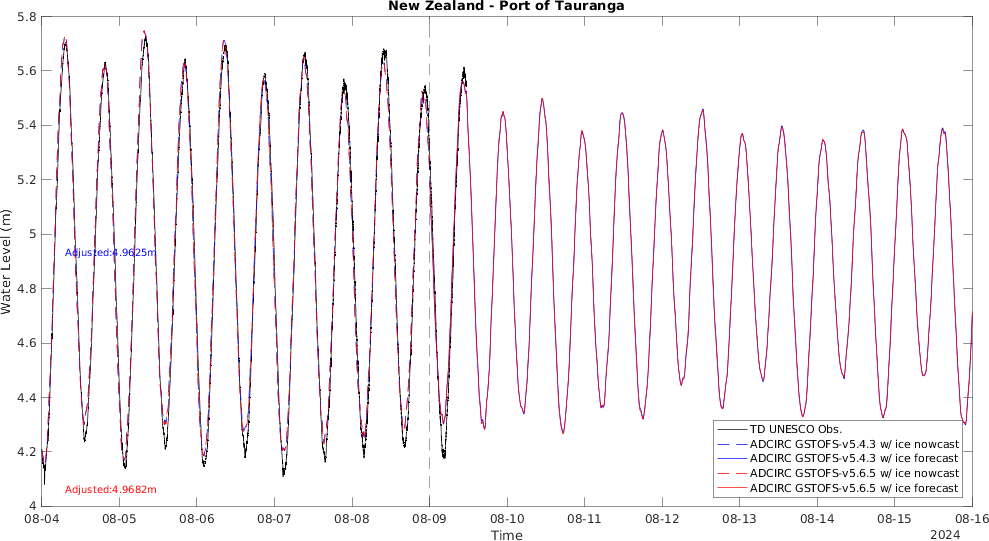 New Zealand - Port of Tauranga
5.8
5.6
5.4
5.2
5
4.8
4.6
4.4
4.2
4
Water Level (m)
Adjusted:4.9625m
Adjusted:4.9682m
TD UNESCO Obs.
ADCIRC GSTOFS-v5.4.3 w/ ice nowcast
ADCIRC GSTOFS-v5.4.3 w/ ice forecast
ADCIRC GSTOFS-v5.6.5 w/ ice nowcast
ADCIRC GSTOFS-v5.6.5 w/ ice forecast
08-04 08-05 08-06 08-07 08-08 08-09 08-10 08-11 08-12 08-13 08-14 08-15 08-16
Time
2024